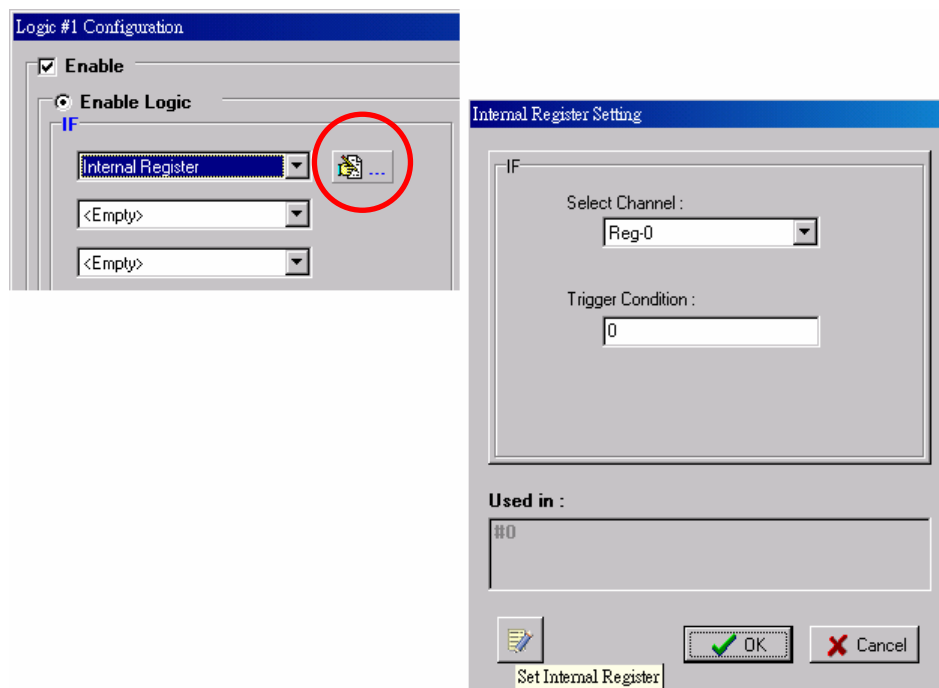 Logic #1 Configuration
Enable
Enable Logic
IF
Internal Register
...
<Empty>
<Empty>
Internal Register Setting
IF
Select Channel :
Reg-0
Trigger Condition :
0
Used in :
#0
OK
Cancel
Set Internal Register